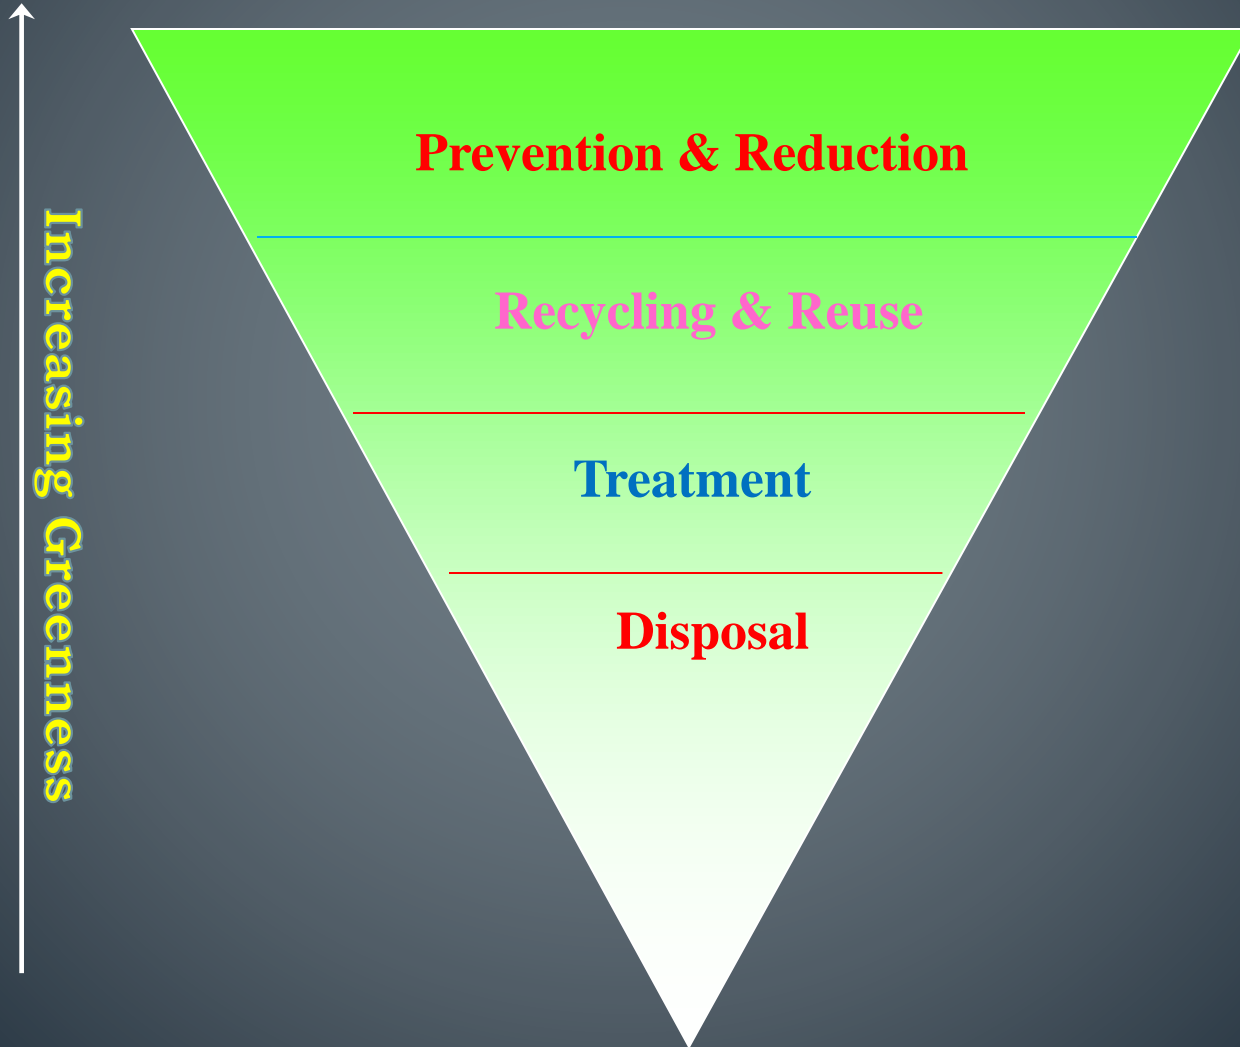 Prevention & Reduction
Recycling & Reuse
Treatment
Disposal
Increasing Greenness